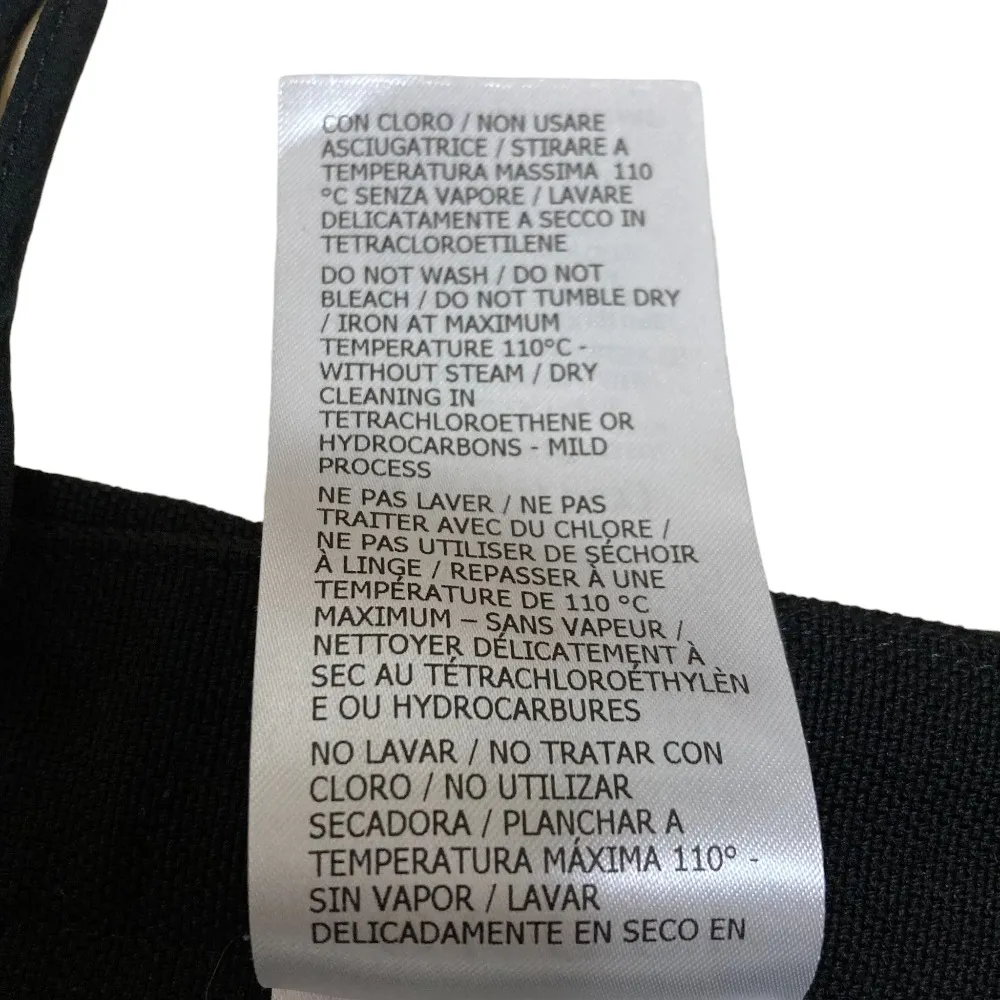 CON CLORO / NON USARE
ASCIUGATRICE / STIRARE A
TEMPERATURA MASSIMA 110
°C SENZA VAPORE / LAVARE
DELICATAMENTE A SECCO IN
TETRACLOROETILENE
DO NOT WASH / DO NOT
BLEACH / DO NOT TUMBLE DRY
/ IRON AT MAXIMUM
TEMPERATURE 110°C -
WITHOUT STEAM / DRY
CLEANING IN
TETRACHLOROETHENE OR
HYDROCARBONS - MILD
PROCESS
NE PAS LAVER / NE PAS
TRAITER AVEC DU CHLORE /
NE PAS UTILISER DE SÉCHOIR
À LINGE / REPASSER À UNE
TEMPÉRATURE DE 110 °C
MAXIMUM – SANS VAPEUR /
NETTOYER DÉLICATEMENT À
SEC AU TÉTRACHLOROÉTHYLÈN
E OU HYDROCARBURES
NO LAVAR / NO TRATAR CON
CLORO / NO UTILIZAR
SECADORA / PLANCHAR A
TEMPERATURA MÁXIMA 110° -
SIN VAPOR / LAVAR
DELICADAMENTE EN SECO EN